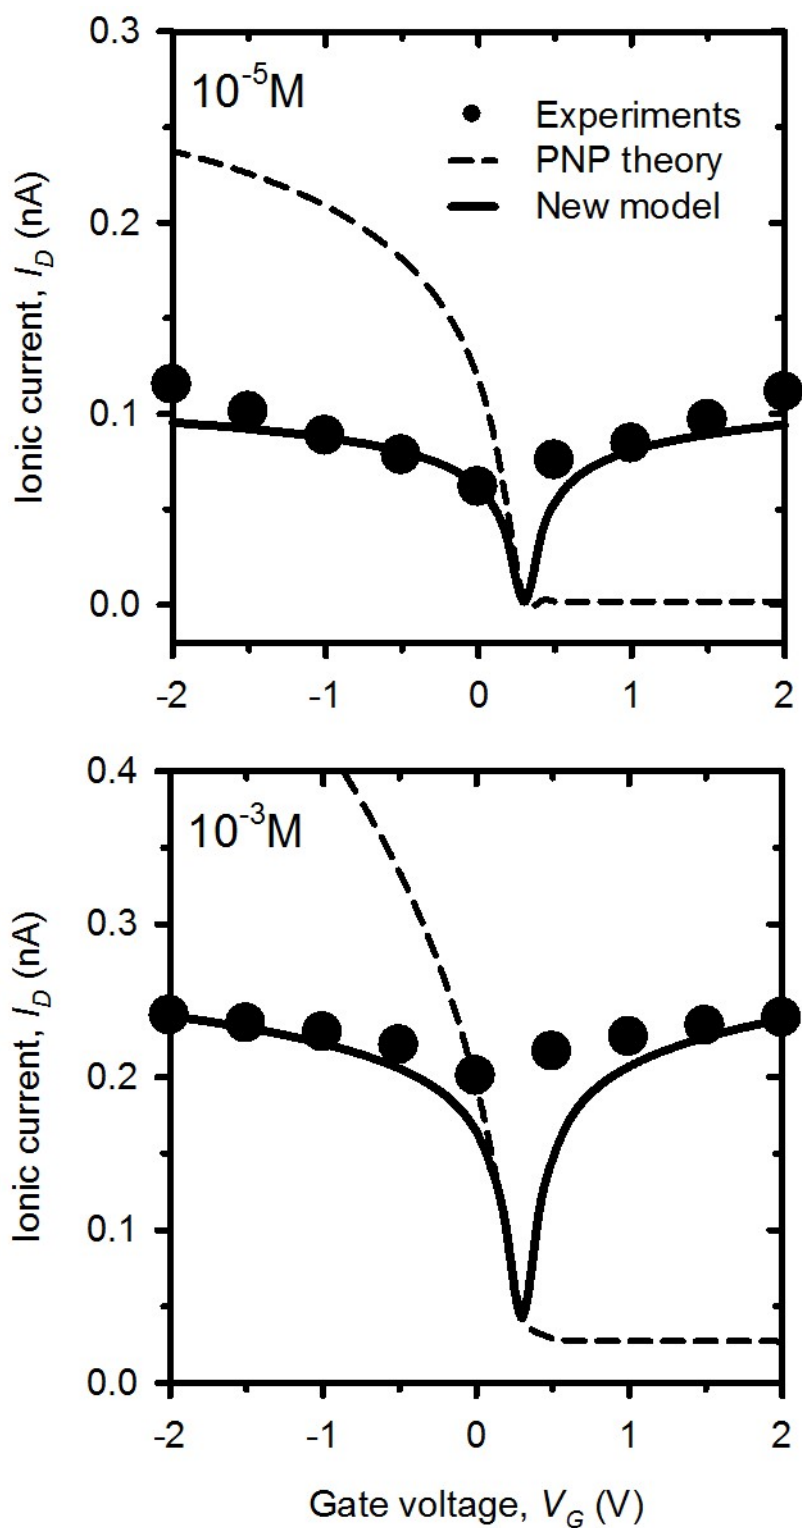 0.3
10⁻⁵M
Experiments
PNP theory
New model
0.2
0.1
0.0
Ionic current, I_D (nA)
-2 -1 0 1 2
0.4
10⁻³M
0.3
0.2
0.1
0.0
Ionic current, I_D (nA)
-2 -1 0 1 2
Gate voltage, V_G (V)